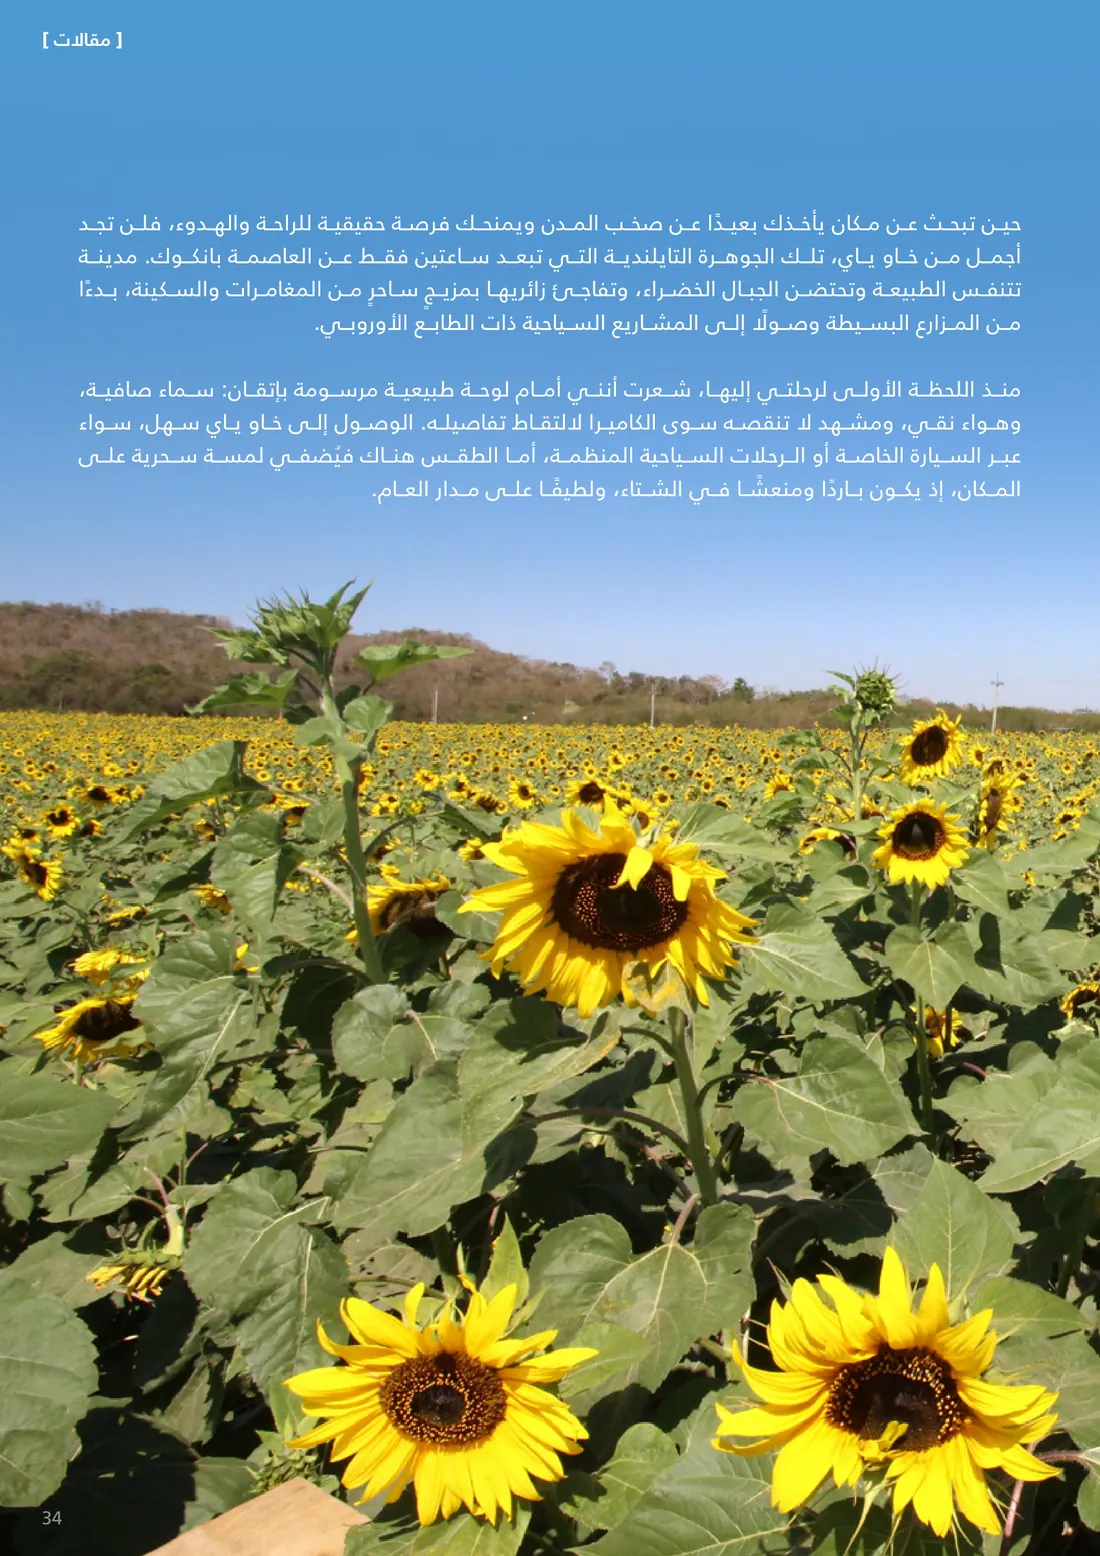 [ مقالات ]
حين تبحث عن مكان يأخذك بعيدًا عن صخب المدن ويمنحك فرصة حقيقية للراحة والهدوء، فلن تجد
أجمل من خاو ياي، تلك الجوهرة التايلندية التي تبعد ساعتين فقط عن العاصمة بانكوك. مدينة
تتنفس الطبيعة وتحتضن الجبال الخضراء، وتفاجئ زائريها بمزيجٍ ساحرٍ من المغامرات والسكينة، بدءًا
من المزارع البسيطة وصولًا إلى المشاريع السياحية ذات الطابع الأوروبي.
منذ اللحظة الأولى لرحلتي إليها، شعرت أنني أمام لوحة طبيعية مرسومة بإتقان: سماء صافية،
وهواء نقي، ومشهد لا تنقصه سوى الكاميرا لالتقاط تفاصيله. الوصول إلى خاو ياي سهل، سواء
عبر السيارة الخاصة أو الرحلات السياحية المنظمة، أما الطقس هناك فيُضفي لمسة سحرية على
المكان، إذ يكون باردًا ومنعشًا في الشتاء، ولطيفًا على مدار العام.
34